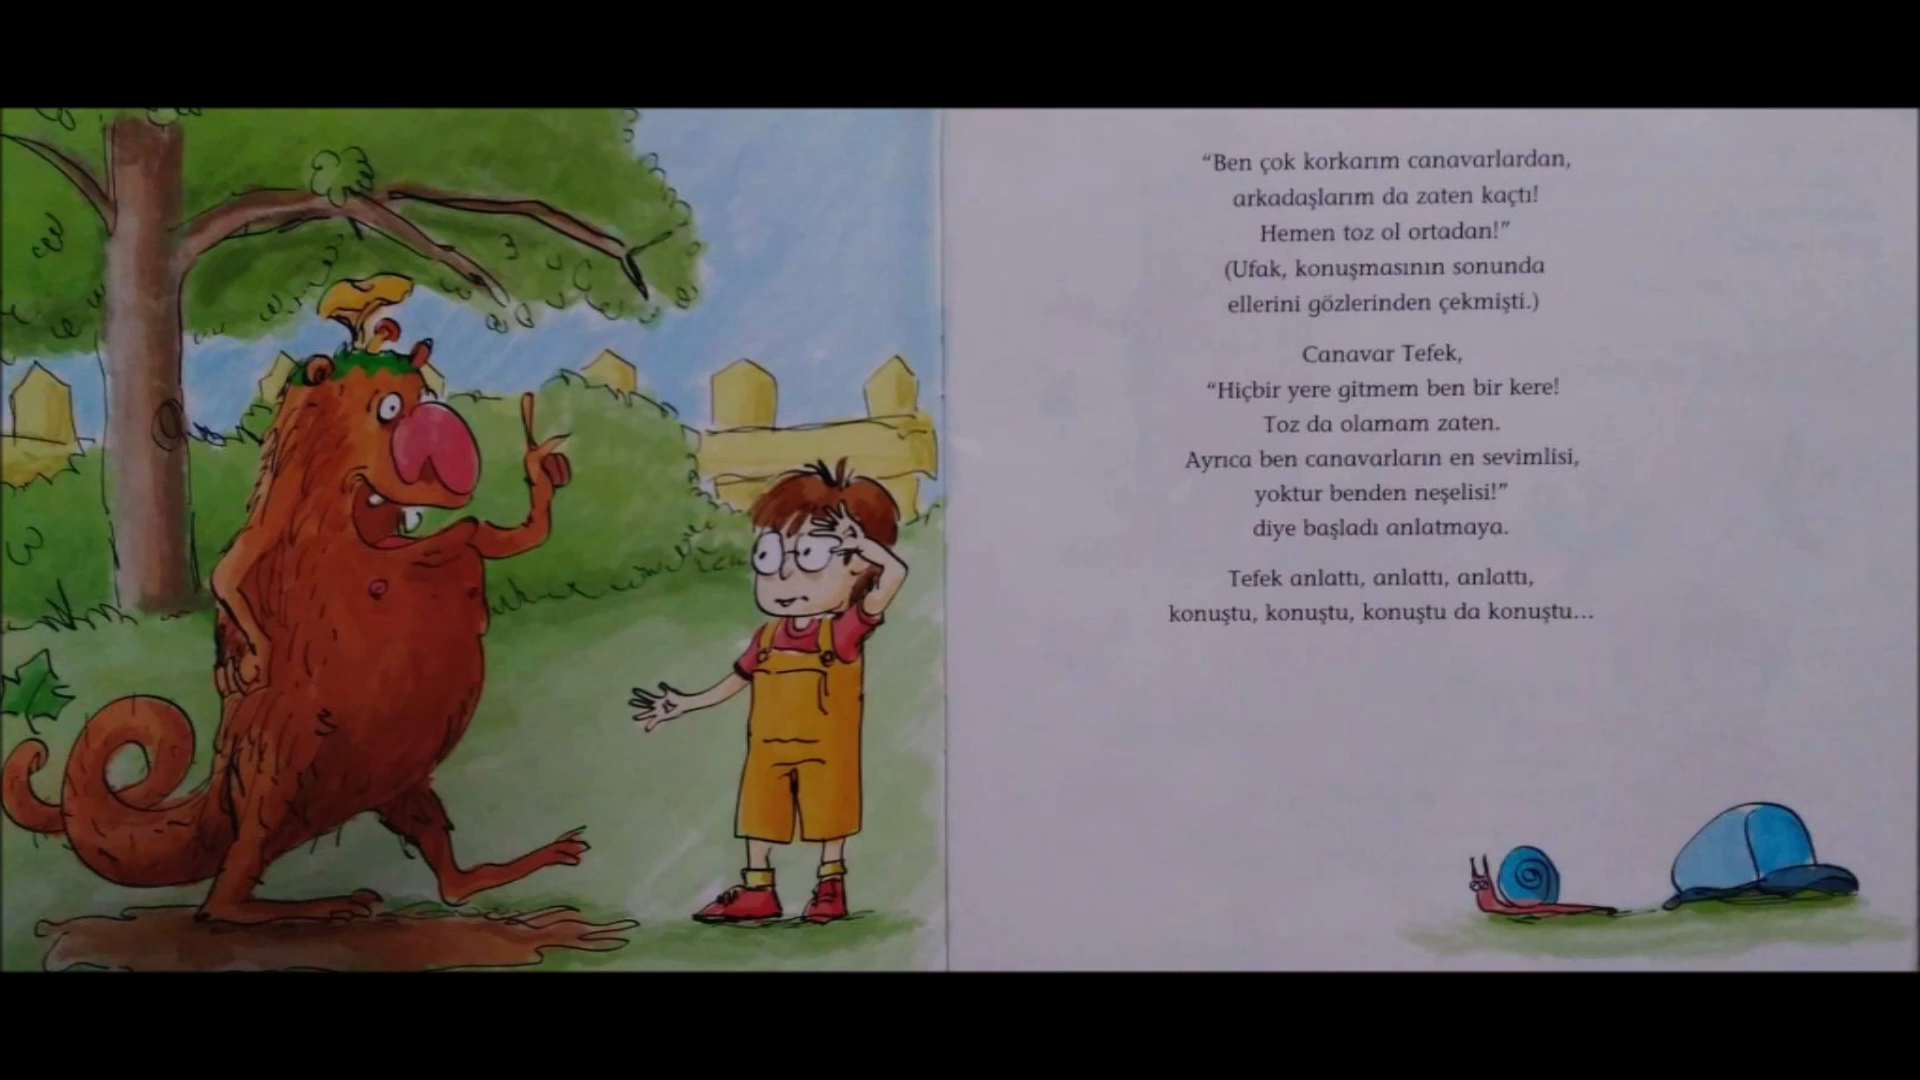 “Ben çok korkarım canavarlardan,
arkadaşlarım da zaten kaçtı!
Hemen toz ol ortadan!”
(Ufak, konuşmasının sonunda
ellerini gözlerinden çekmişti.)
Canavar Tefek,
“Hiçbir yere gitmem ben bir kere!
Toz da olamam zaten.
Ayrıca ben canavarların en sevimlisi,
yoktur benden neşelisi!”
diye başladı anlatmaya.
Tefek anlattı, anlattı, anlattı,
konuştu, konuştu, konuştu da konuştu...